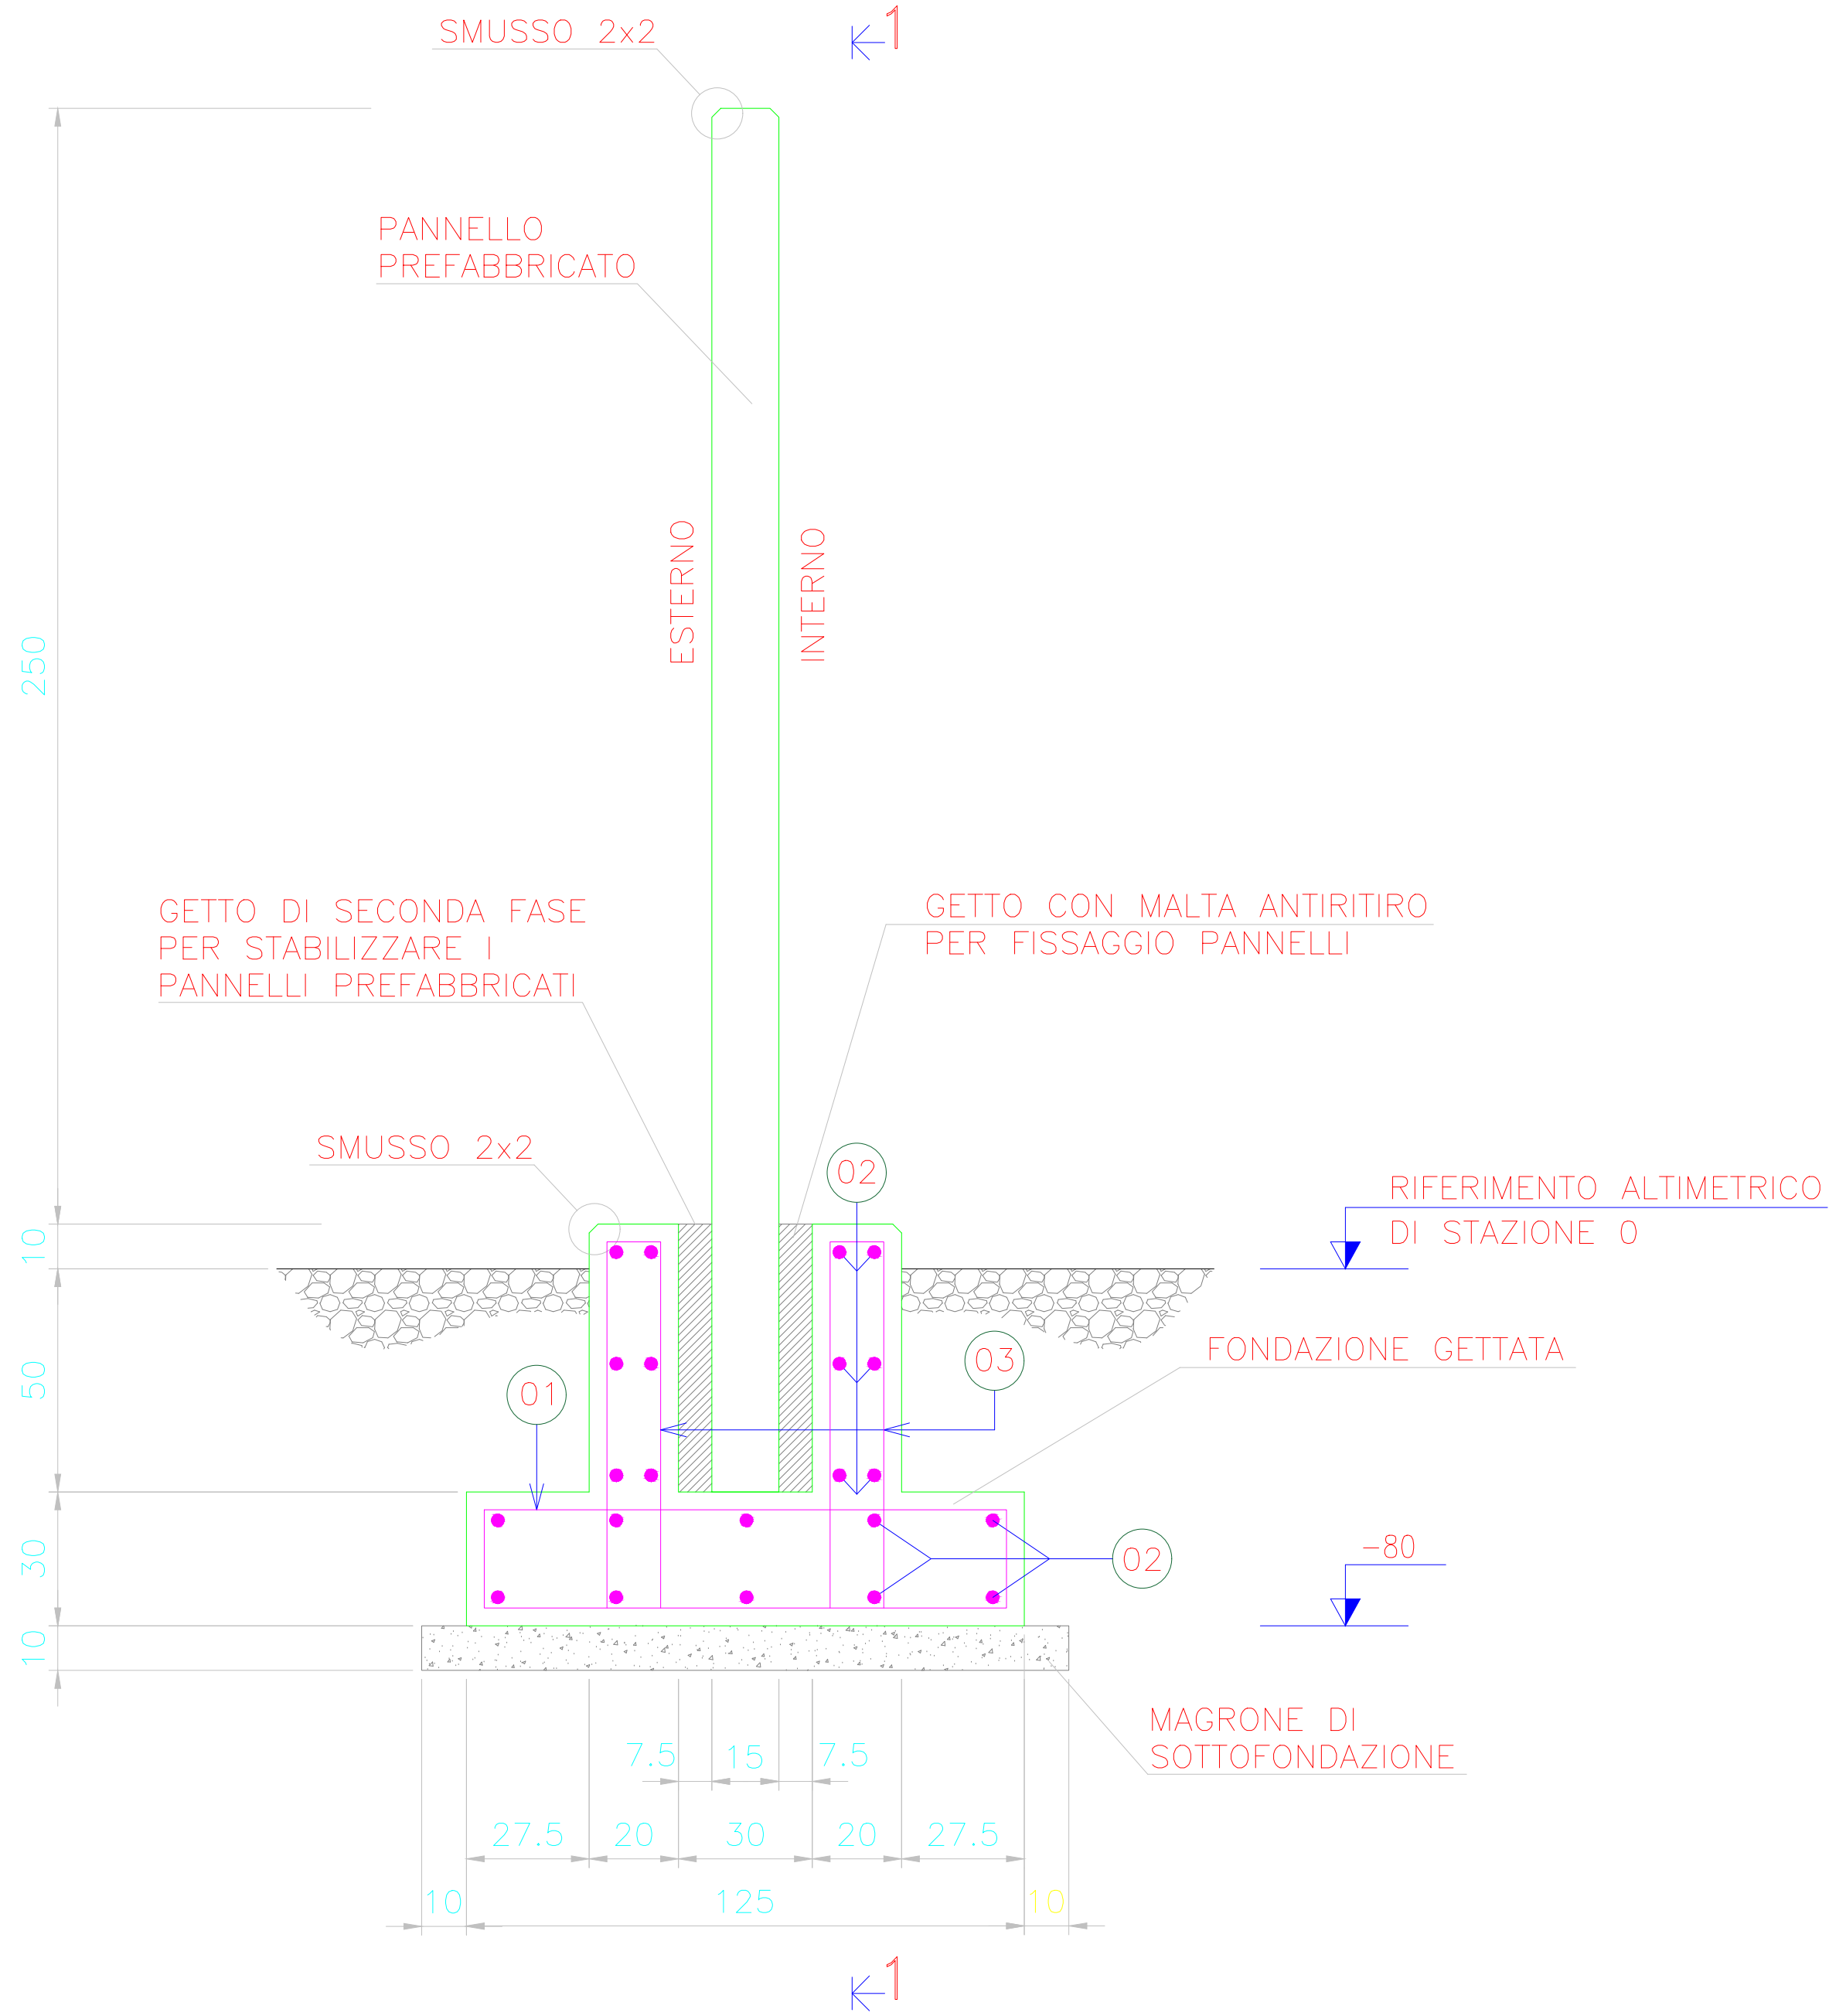 SMUSSO 2x2
1
PANNELLO
PREFABBRICATO
ESTERNO
INTERNO
250
GETTO DI SECONDA FASE
PER STABILIZZARE I
PANNELLI PREFABBRICATI
GETTO CON MALTA ANTIRITIRO
PER FISSAGGIO PANNELLI
SMUSSO 2x2
02
RIFERIMENTO ALTIMETRICO
DI STAZIONE 0
10
03
FONDAZIONE GETTATA
01
50
02
-80
30
10
MAGRONE DI
SOTTOFONDAZIONE
7.5 15 7.5
27.5 20 30 20 27.5
10 125 10
1